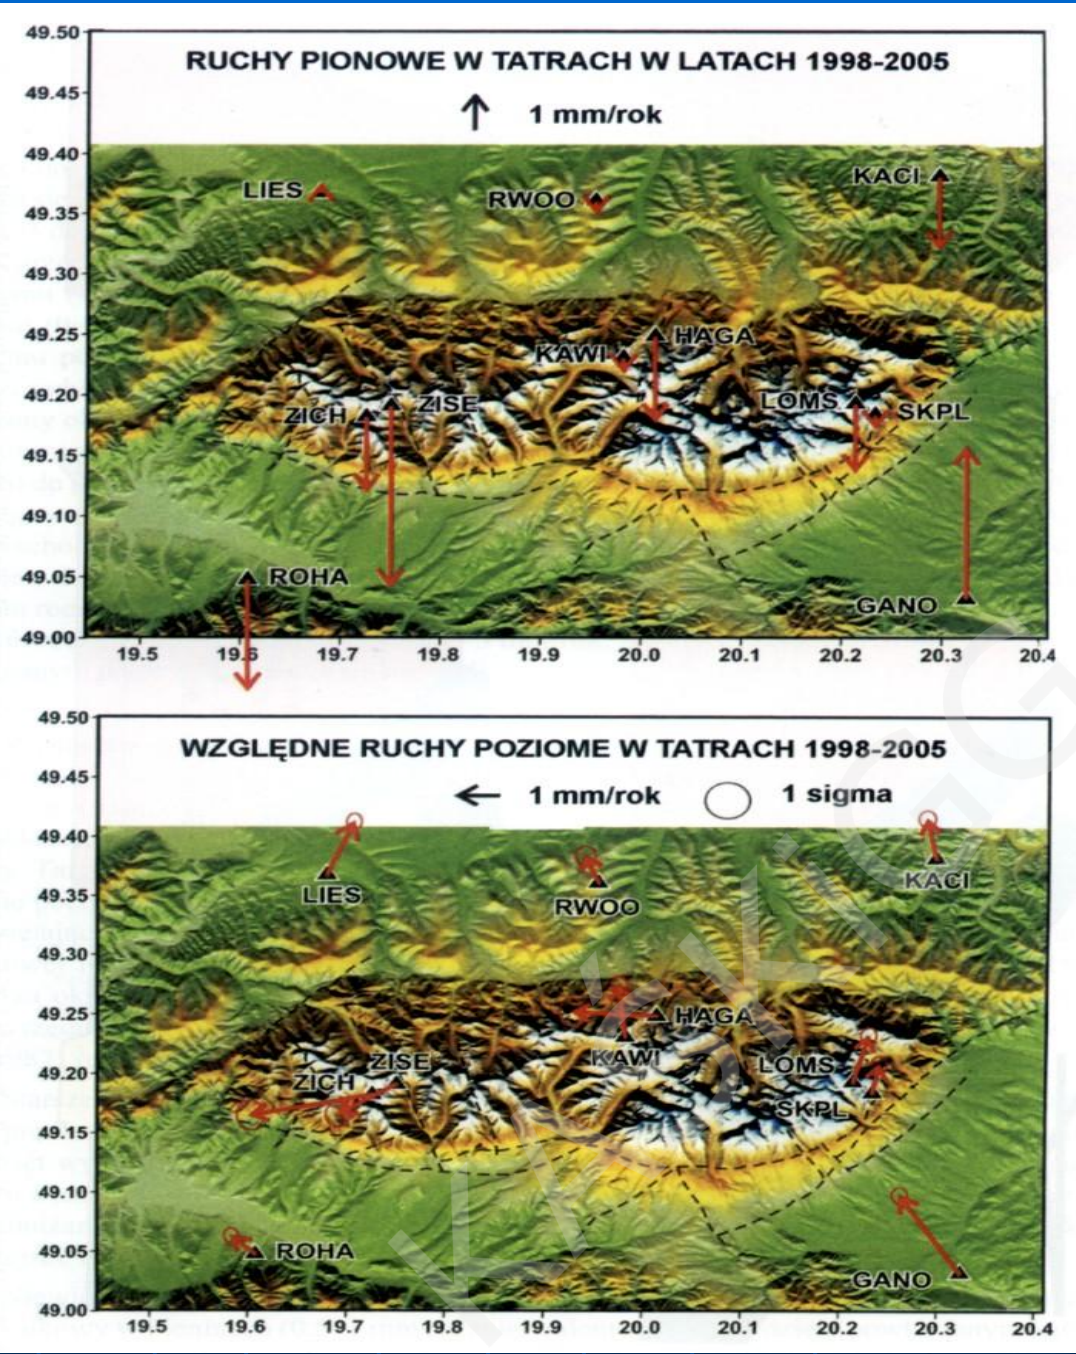 RUCHY PIONOWE W TATRACH W LATACH 1998-2005
1 mm/rok
49.50
49.45
49.40
49.35
49.30
49.25
49.20
49.15
49.10
49.05
49.00
LIES
RWOO
KACI
HAGA
KAWI
ZICH
ZISE
LOMS
SKPL
ROHA
GANO
19.5 19.6 19.7 19.8 19.9 20.0 20.1 20.2 20.3 20.4
WZGLĘDNE RUCHY POZIOME W TATRACH 1998-2005
1 mm/rok 1 sigma
49.50
49.45
49.40
49.35
49.30
49.25
49.20
49.15
49.10
49.05
49.00
LIES
RWOO
KACI
HAGA
KAWI
ZISE
ZICH
LOMS
SKPL
ROHA
GANO
19.5 19.6 19.7 19.8 19.9 20.0 20.1 20.2 20.3 20.4